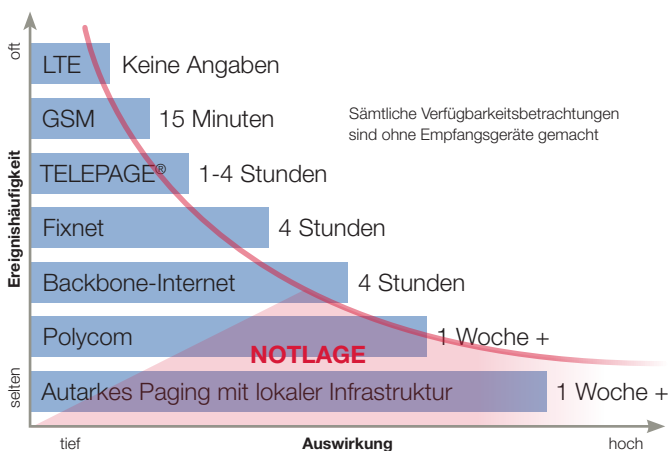 oft
LTE Keine Angaben
GSM 15 Minuten
Sämtliche Verfügbarkeitsbetrachtungen
sind ohne Empfangsgeräte gemacht
TELEPAGE® 1-4 Stunden
Fixnet 4 Stunden
Ereignishäufigkeit
Backbone-Internet 4 Stunden
Polycom 1 Woche +
NOTLAGE
selten
Autarkes Paging mit lokaler Infrastruktur 1 Woche +
tief Auswirkung hoch